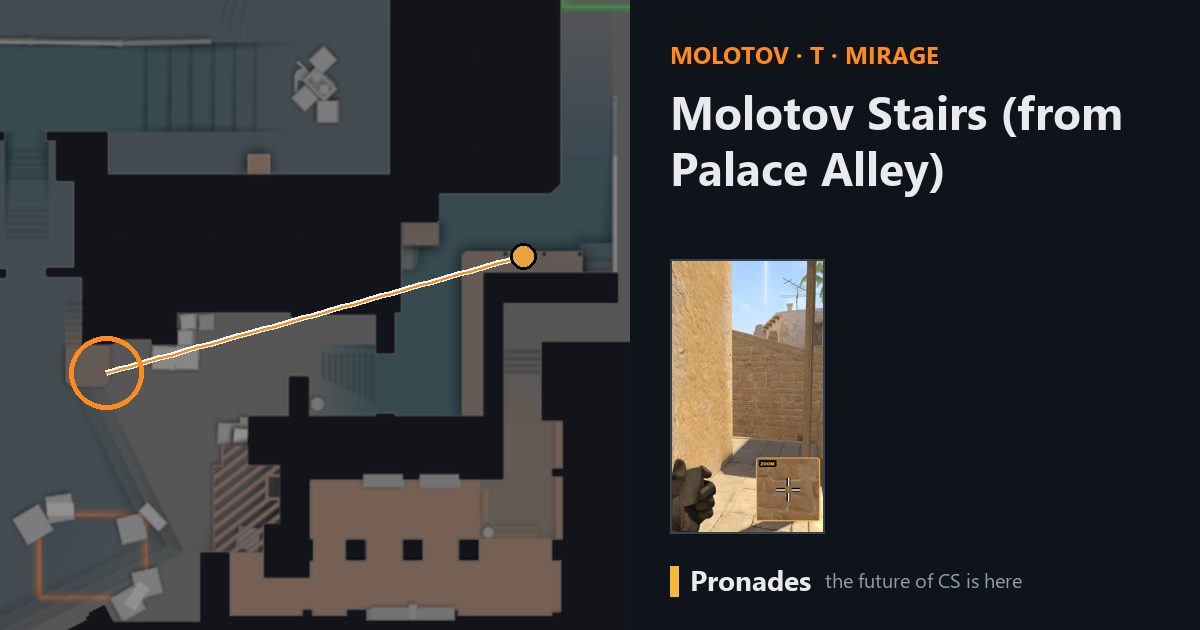 MOLOTOV · T · MIRAGE
Molotov Stairs (from
Palace Alley)
ZOOM
Pronades the future of CS is here